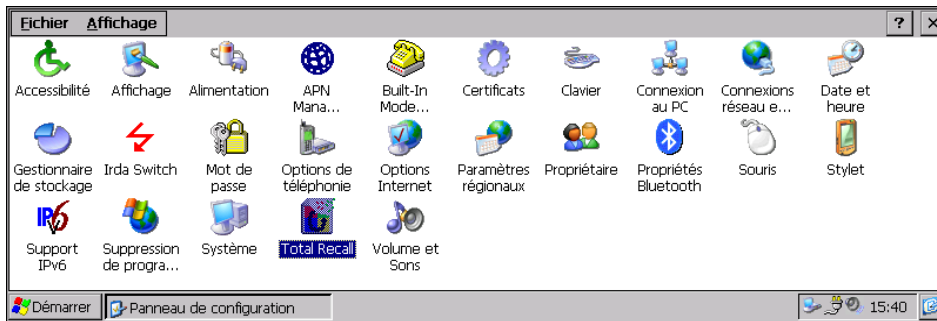 Fichier Affichage ? ×
Accessibilité Affichage Alimentation APN Mana... Built-In Mode... Certificats Clavier Connexion au PC Connexions réseau e... Date et heure
Gestionnaire de stockage Irda Switch Mot de passe Options de téléphonie Options Internet Paramètres régionaux Propriétaire Propriétés Bluetooth Souris Stylet
IPv6
Support IPv6 Suppression de progra... Système Total Recall Volume et Sons
Démarrer Panneau de configuration 15:40